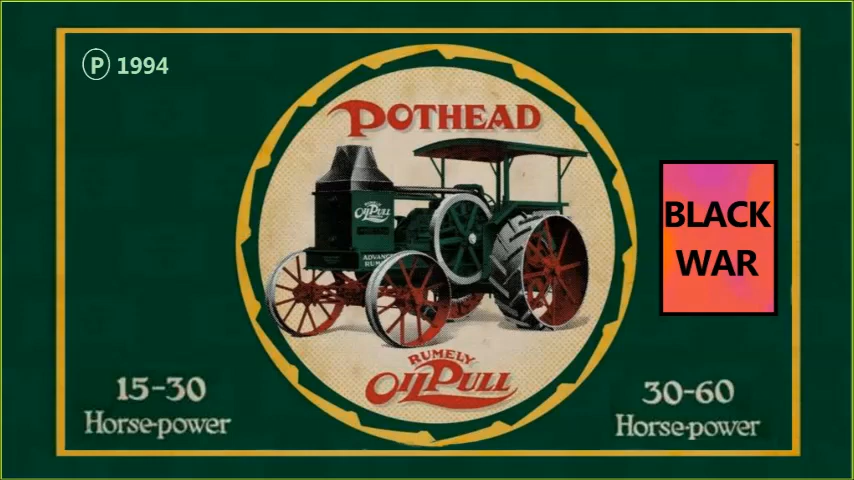 Ⓟ 1994
POTHEAD
OILPULL
ADVANCE
RUMELY
BLACK
WAR
RUMELY
OILPULL
15-30
Horse-power
30-60
Horse-power